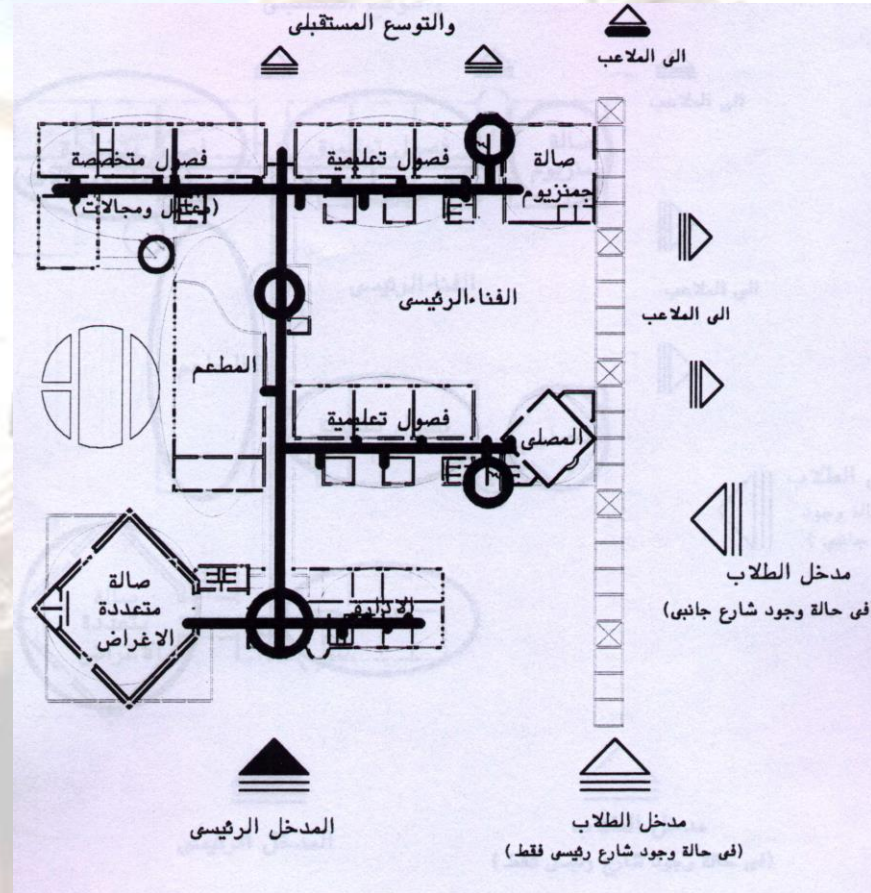 والتوسع المستقبلى
الى الملاعب
فصول متخصصة
(معامل ومجالات)
فصول تعليمية
صالة
جمنزيوم
الفناء الرئيسى
الى الملاعب
المطعم
فصول تعليمية
المصلى
مدخل الطلاب
(فى حالة وجود شارع جانبى)
صالة
متعددة
الاغراض
الادارة
المدخل الرئيسى
مدخل الطلاب
(فى حالة وجود شارع رئيسى فقط)